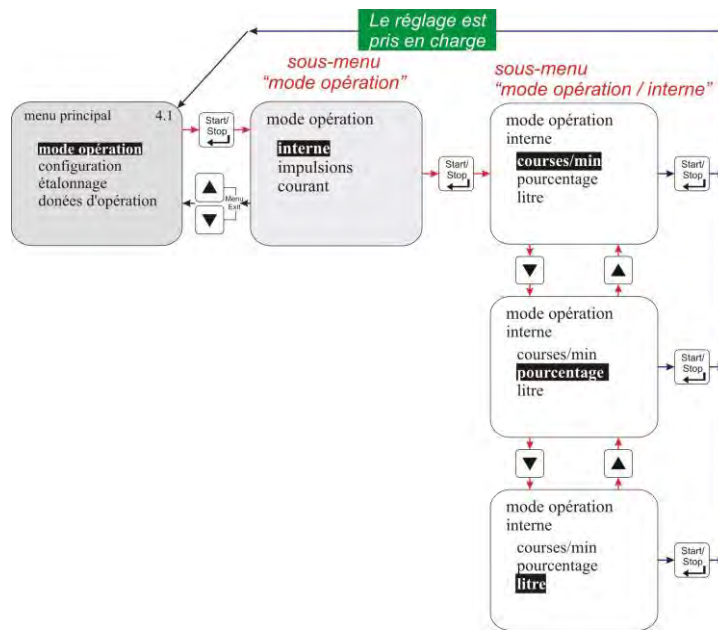 Le réglage est
pris en charge
sous-menu
"mode opération"
sous-menu
"mode opération / interne"
menu principal 4.1
mode opération
configuration
étalonnage
donées d'opération
Start/
Stop
Menu
Exit
mode opération
interne
impulsions
courant
Start/
Stop
mode opération
interne
courses/min
pourcentage
litre
Start/
Stop
mode opération
interne
courses/min
pourcentage
litre
Start/
Stop
mode opération
interne
courses/min
pourcentage
litre
Start/
Stop